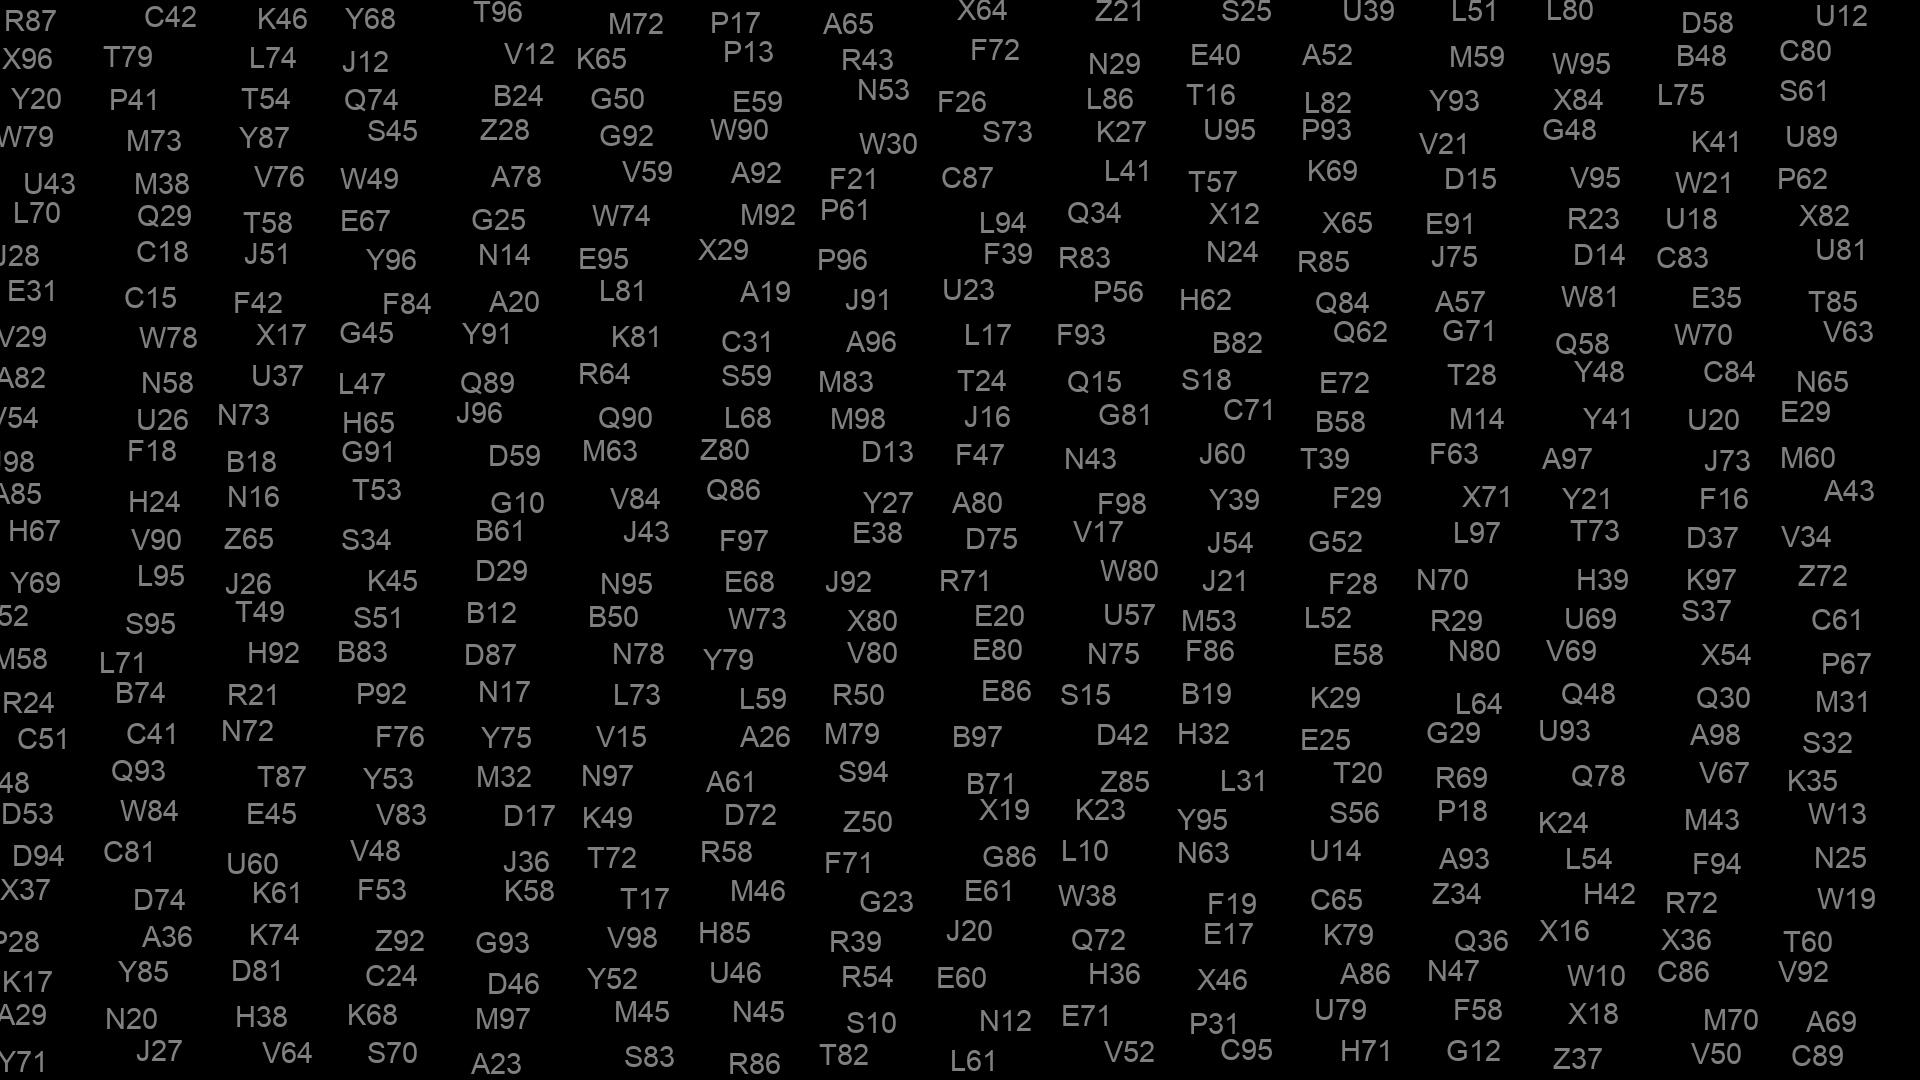 R87 C42 K46 Y68 T96 M72 P17 A65 X64 Z21 S25 U39 L51 L80 D58 U12
X96 T79 L74 J12 V12 K65 P13 R43 F72 N29 E40 A52 M59 W95 B48 C80
Y20 P41 T54 Q74 B24 G50 E59 N53 F26 L86 T16 L82 Y93 X84 L75 S61
W79 M73 Y87 S45 Z28 G92 W90 W30 S73 K27 U95 P93 V21 G48 K41 U89
U43 M38 V76 W49 A78 V59 A92 F21 C87 L41 T57 K69 D15 V95 W21 P62
L70 Q29 T58 E67 G25 W74 M92 P61 L94 Q34 X12 X65 E91 R23 U18 X82
J28 C18 J51 Y96 N14 E95 X29 P96 F39 R83 N24 R85 J75 D14 C83 U81
E31 C15 F42 F84 A20 L81 A19 J91 U23 P56 H62 Q84 A57 W81 E35 T85
V29 W78 X17 G45 Y91 K81 C31 A96 L17 F93 B82 Q62 G71 Q58 W70 V63
A82 N58 U37 L47 Q89 R64 S59 M83 T24 Q15 S18 E72 T28 Y48 C84 N65
V54 U26 N73 H65 J96 Q90 L68 M98 J16 G81 C71 B58 M14 Y41 U20 E29
98 F18 B18 G91 D59 M63 Z80 D13 F47 N43 J60 T39 F63 A97 J73 M60
A85 H24 N16 T53 G10 V84 Q86 Y27 A80 F98 Y39 F29 X71 Y21 F16 A43
H67 V90 Z65 S34 B61 J43 F97 E38 D75 V17 J54 G52 L97 T73 D37 V34
Y69 L95 J26 K45 D29 N95 E68 J92 R71 W80 J21 F28 N70 H39 K97 Z72
52 S95 T49 S51 B12 B50 W73 X80 E20 U57 M53 L52 R29 U69 S37 C61
M58 L71 H92 B83 D87 N78 Y79 V80 E80 N75 F86 E58 N80 V69 X54 P67
R24 B74 R21 P92 N17 L73 L59 R50 E86 S15 B19 K29 L64 Q48 Q30 M31
C51 C41 N72 F76 Y75 V15 A26 M79 B97 D42 H32 E25 G29 U93 A98 S32
48 Q93 T87 Y53 M32 N97 A61 S94 B71 Z85 L31 T20 R69 Q78 V67 K35
D53 W84 E45 V83 D17 K49 D72 Z50 X19 K23 Y95 S56 P18 K24 M43 W13
D94 C81 U60 V48 J36 T72 R58 F71 G86 L10 N63 U14 A93 L54 F94 N25
X37 D74 K61 F53 K58 T17 M46 G23 E61 W38 F19 C65 Z34 H42 R72 W19
P28 A36 K74 Z92 G93 V98 H85 R39 J20 Q72 E17 K79 Q36 X16 X36 T60
K17 Y85 D81 C24 D46 Y52 U46 R54 E60 H36 X46 A86 N47 W10 C86 V92
A29 N20 H38 K68 M97 M45 N45 S10 N12 E71 P31 U79 F58 X18 M70 A69
Y71 J27 V64 S70 A23 S83 R86 T82 L61 V52 C95 H71 G12 Z37 V50 C89